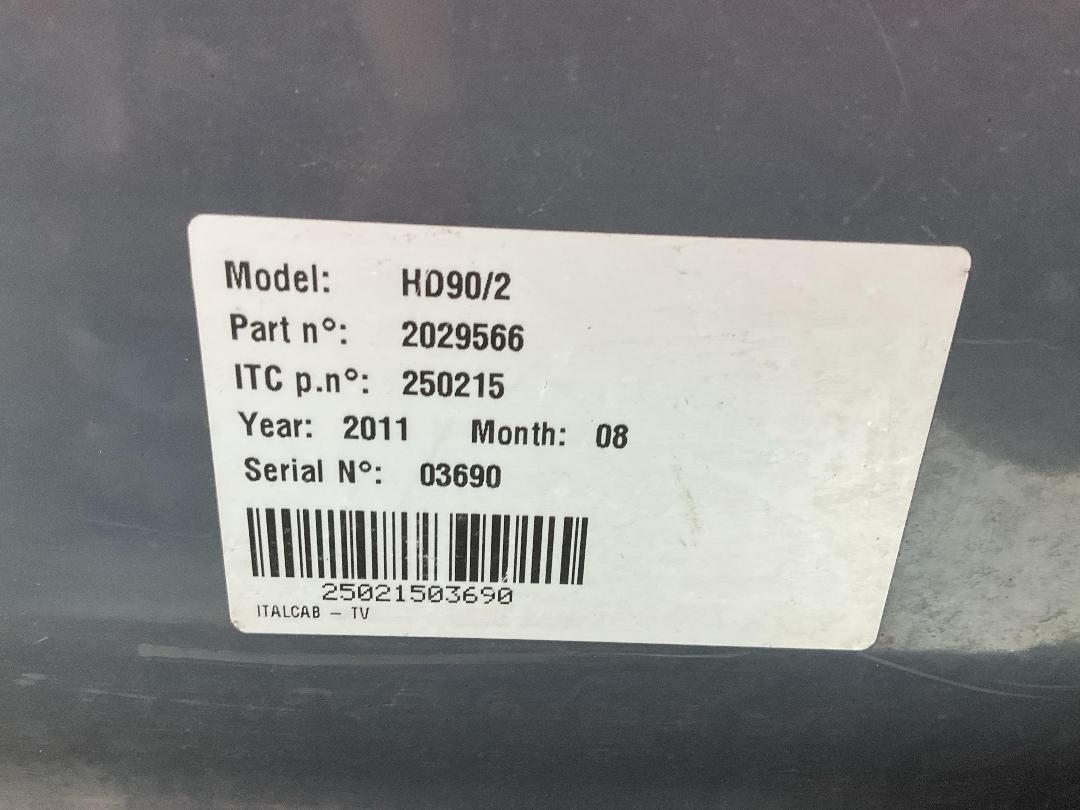 Model: HD90/2
Part n°: 2029566
ITC p.n°: 250215
Year: 2011 Month: 08
Serial N°: 03690
25021503690
ITALCAB - TV